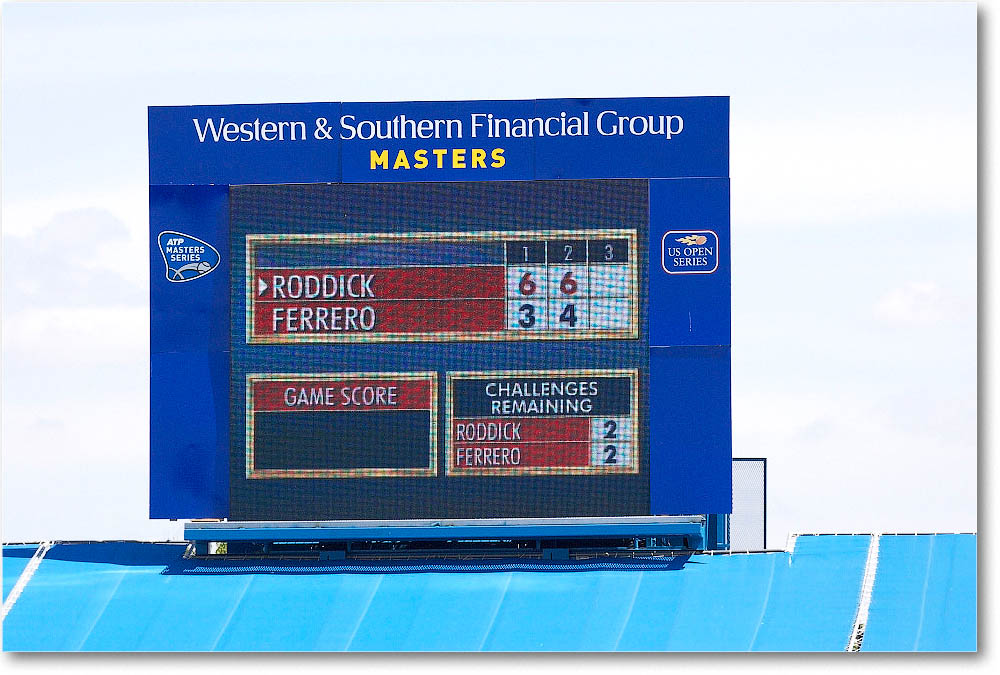 Western & Southern Financial Group
MASTERS
ATP
MASTERS
SERIES
US OPEN
SERIES
1 2 3
RODDICK 6 6
FERRERO 3 4
GAME SCORE
CHALLENGES
REMAINING
RODDICK 2
FERRERO 2